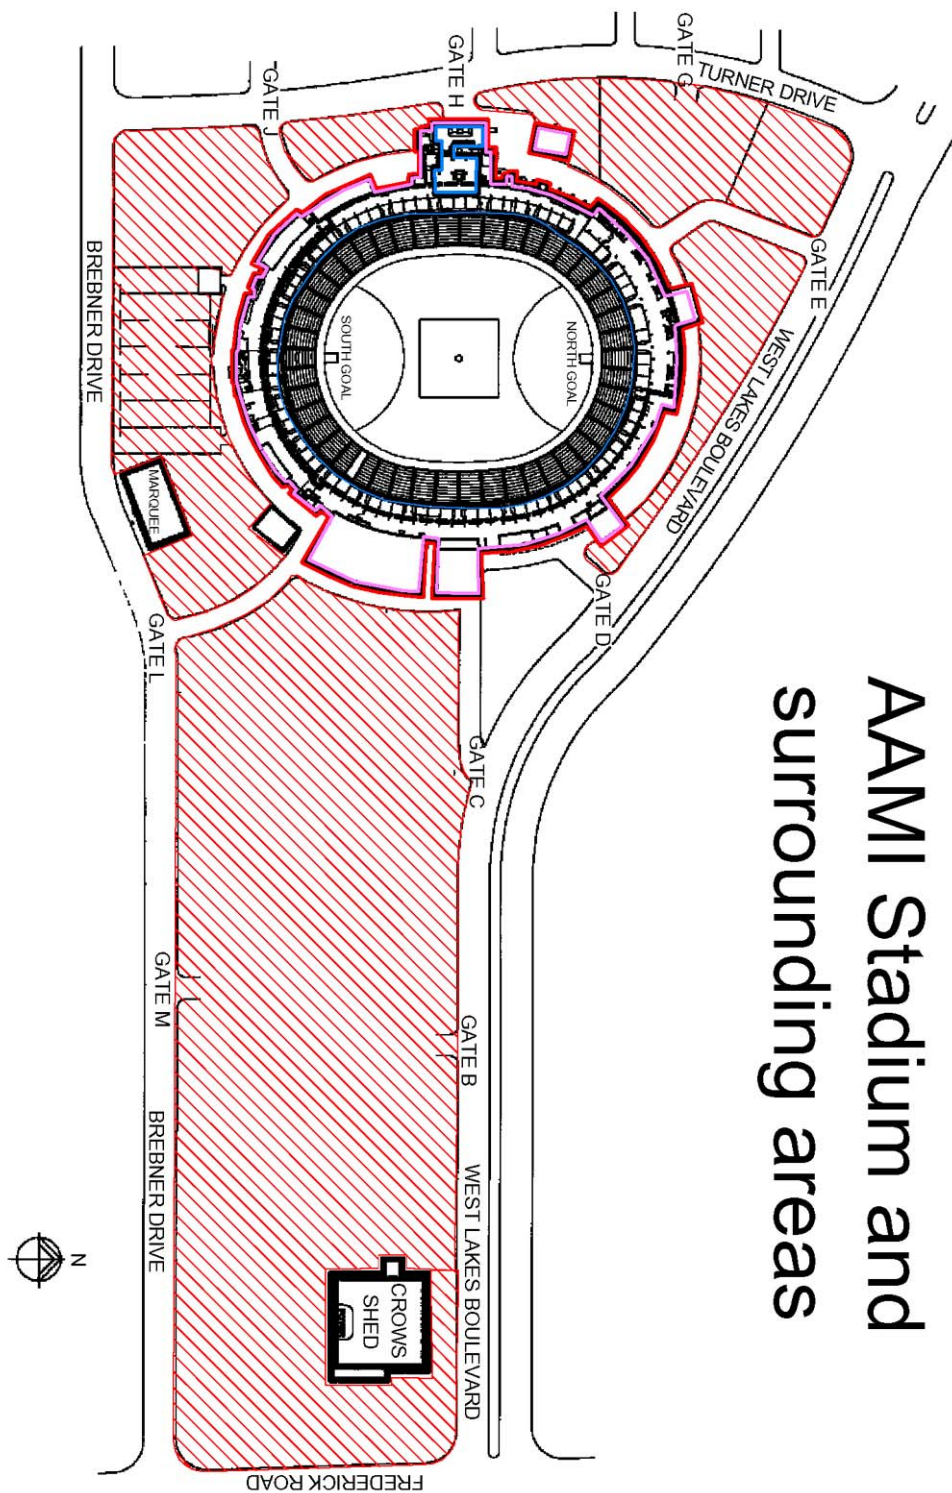 AAMI Stadium and
surrounding areas
TURNER DRIVE
GATE G
GATE H
GATE J
GATE E
WEST LAKES BOULEVARD
BREBNER DRIVE
SOUTH GOAL
NORTH GOAL
MARQUEE
GATE D
GATE L
GATE C
GATE M
GATE B
BREBNER DRIVE
WEST LAKES BOULEVARD
CROWS
SHED
N
FREDERICK ROAD